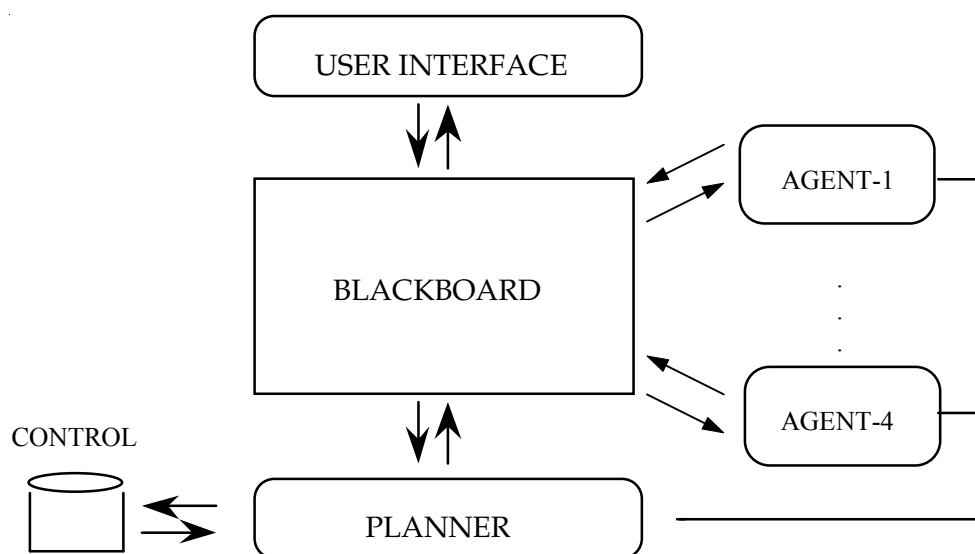 USER INTERFACE
AGENT-1
BLACKBOARD
.
.
.
AGENT-4
CONTROL
PLANNER